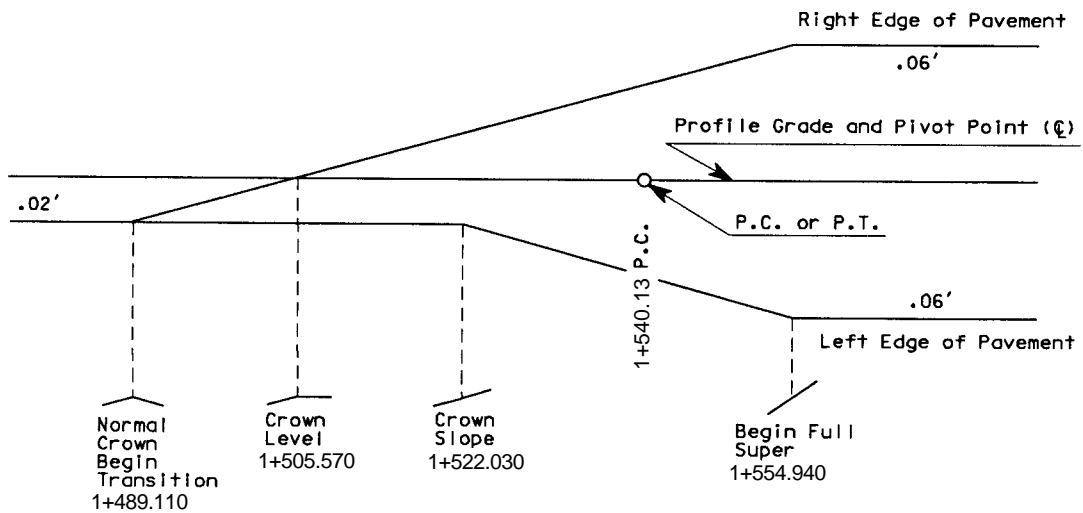 Right Edge of Pavement
.06'
Profile Grade and Pivot Point (℄)
.02'
P.C. or P.T.
1+540.13 P.C.
.06'
Left Edge of Pavement
Normal
Crown
Begin
Transition
1+489.110
Crown
Level
1+505.570
Crown
Slope
1+522.030
Begin Full
Super
1+554.940